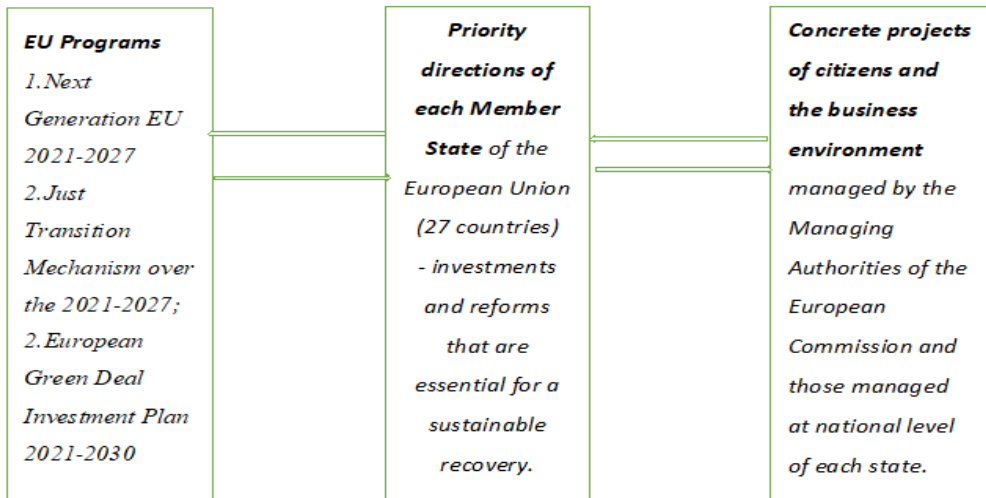 EU Programs
1.Next
Generation EU
2021-2027
2.Just
Transition
Mechanism over
the 2021-2027;
2.European
Green Deal
Investment Plan
2021-2030
Priority
directions of
each Member
State of the
European Union
(27 countries)
- investments
and reforms
that are
essential for a
sustainable
recovery.
Concrete projects
of citizens and
the business
environment
managed by the
Managing
Authorities of the
European
Commission and
those managed
at national level
of each state.